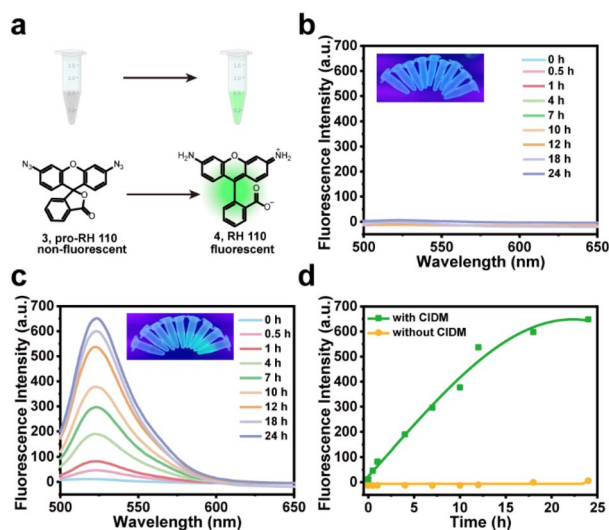 a
N₃
O
N₃
O
O
3, pro-RH 110
non-fluorescent
H₂N
O
N⁺H₂
O
O⁻
4, RH 110
fluorescent
b
Fluorescence Intensity (a.u.)
700
600
500
400
300
200
100
0
500
550
600
650
Wavelength (nm)
0 h
0.5 h
1 h
4 h
7 h
10 h
12 h
18 h
24 h
c
Fluorescence Intensity (a.u.)
700
600
500
400
300
200
100
0
500
550
600
650
Wavelength (nm)
0 h
0.5 h
1 h
4 h
7 h
10 h
12 h
18 h
24 h
d
Fluorescence Intensity (a.u.)
700
600
500
400
300
200
100
0
0
5
10
15
20
25
Time (h)
with CIDM
without CIDM